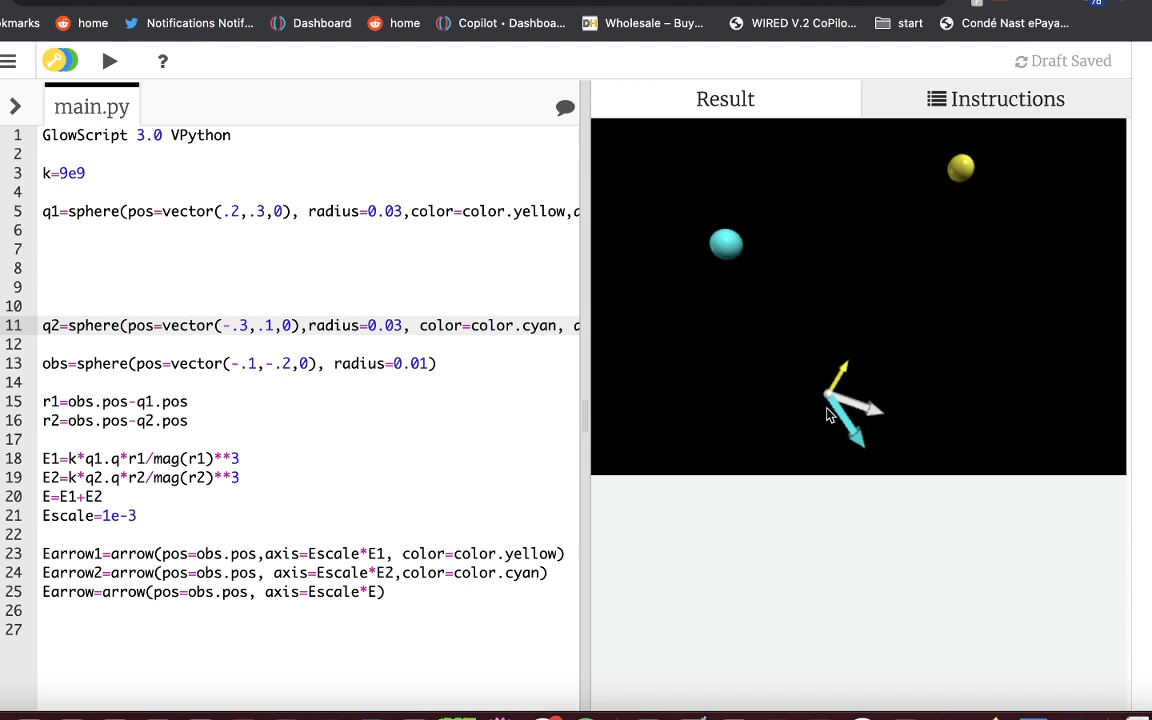 marks home Notifications Notif... Dashboard home Copilot • Dashboa... DH Wholesale – Buy... WIRED V.2 CoPilo... start Condé Nast ePaya...
? Draft Saved
main.py Result Instructions
1 GlowScript 3.0 VPython
2
3 k=9e9
4
5 q1=sphere(pos=vector(.2,.3,0), radius=0.03,color=color.yellow,
6
7
8
9
10
11 q2=sphere(pos=vector(-.3,.1,0),radius=0.03, color=color.cyan,
12
13 obs=sphere(pos=vector(-.1,-.2,0), radius=0.01)
14
15 r1=obs.pos-q1.pos
16 r2=obs.pos-q2.pos
17
18 E1=k*q1.q*r1/mag(r1)**3
19 E2=k*q2.q*r2/mag(r2)**3
20 E=E1+E2
21 Escale=1e-3
22
23 Earrow1=arrow(pos=obs.pos,axis=Escale*E1, color=color.yellow)
24 Earrow2=arrow(pos=obs.pos, axis=Escale*E2,color=color.cyan)
25 Earrow=arrow(pos=obs.pos, axis=Escale*E)
26
27